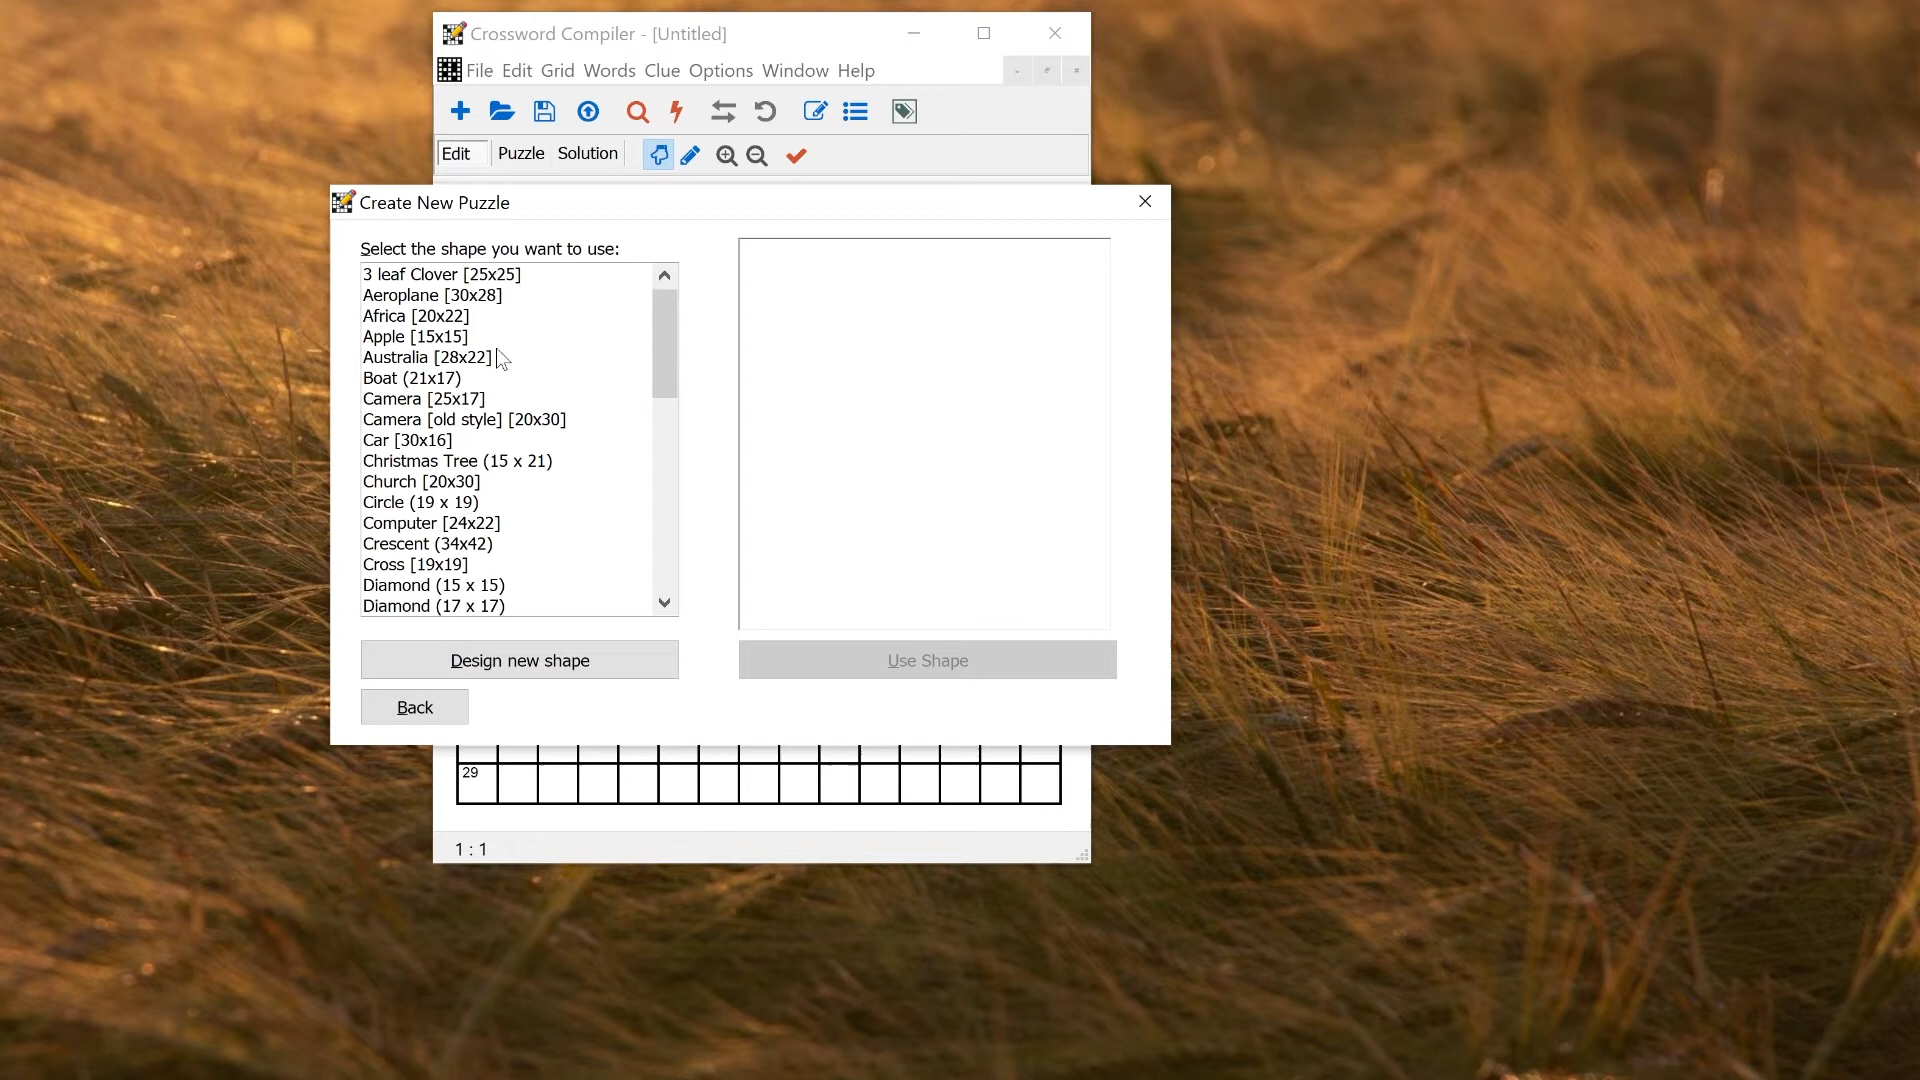 Crossword Compiler - [Untitled]
File Edit Grid Words Clue Options Window Help
Edit Puzzle Solution
Create New Puzzle
Select the shape you want to use:
3 leaf Clover [25x25]
Aeroplane [30x28]
Africa [20x22]
Apple [15x15]
Australia [28x22]
Boat (21x17)
Camera [25x17]
Camera [old style] [20x30]
Car [30x16]
Christmas Tree (15 x 21)
Church [20x30]
Circle (19 x 19)
Computer [24x22]
Crescent (34x42)
Cross [19x19]
Diamond (15 x 15)
Diamond (17 x 17)
Design new shape
Use Shape
Back
29
1 : 1